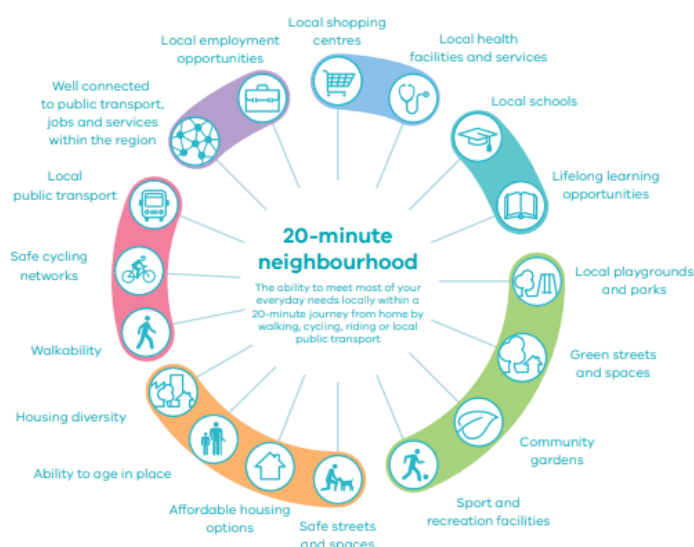 Local shopping
centres
Local health
facilities and services
Local schools
Lifelong learning
opportunities
Local playgrounds
and parks
Green streets
and spaces
Community
gardens
Sport and
recreation facilities
Safe streets
and spaces
Affordable housing
options
Ability to age in place
Housing diversity
Walkability
Safe cycling
networks
Local
public transport
Well connected
to public transport,
jobs and services
within the region
Local employment
opportunities
20-minute
neighbourhood
The ability to meet most of your
everyday needs locally within a
20-minute journey from home by
walking, cycling, riding or local
public transport